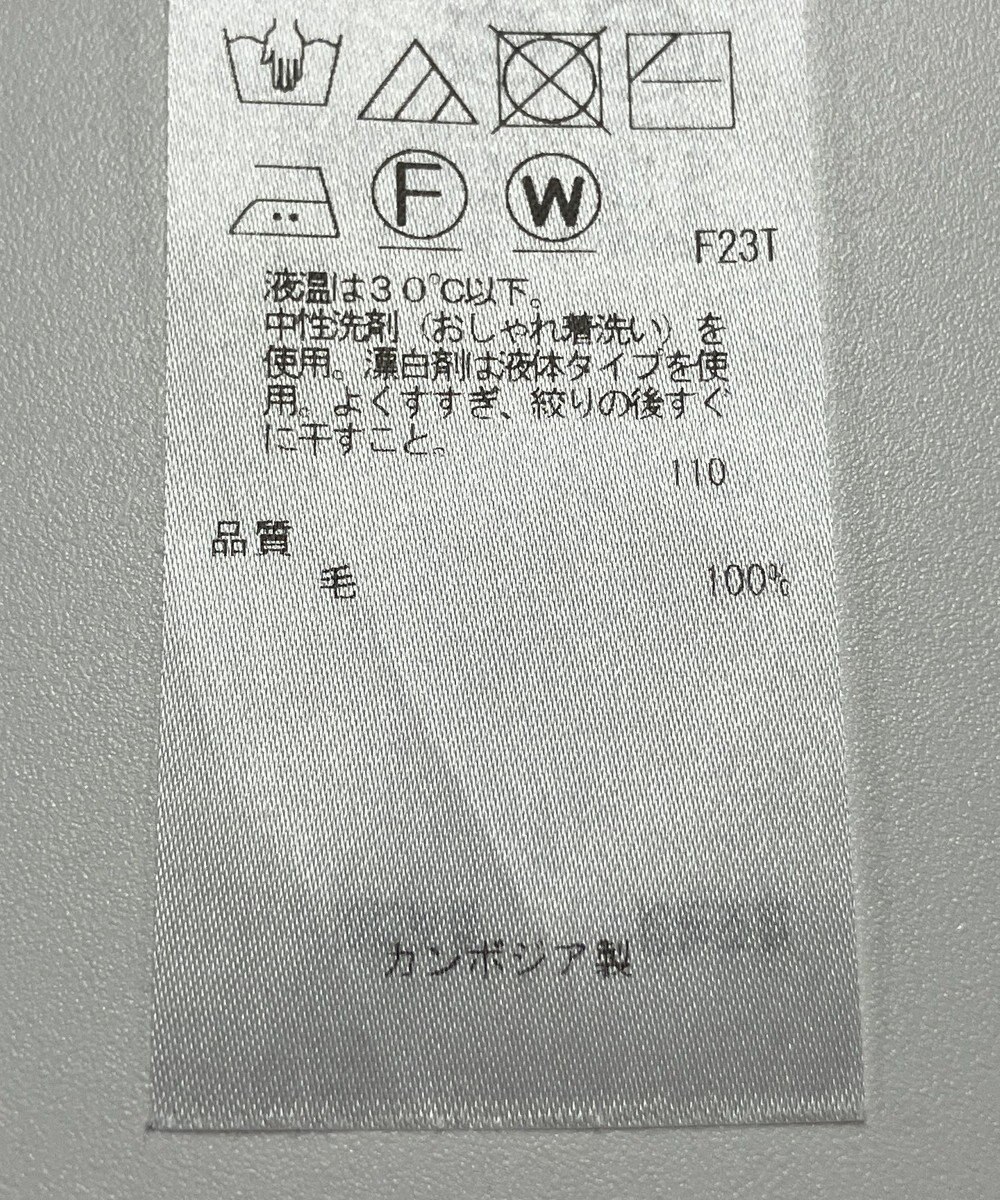 F W
F23T
液温は30℃以下。
中性洗剤(おしゃれ着洗い)を
使用。漂白剤は液体タイプを使
用。よくすすぎ、絞りの後すぐ
に干すこと。
110
品質
毛 100%
カンボジア製